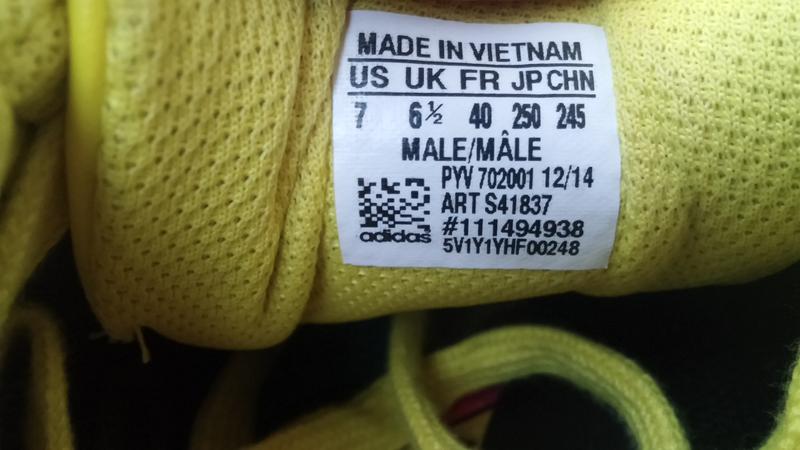 MADE IN VIETNAM
US UK FR JP CHN
7 6½ 40 250 245
MALE/MÂLE
PYV 702001 12/14
ART S41837
#111494938
adidas 5V1Y1YHF00248